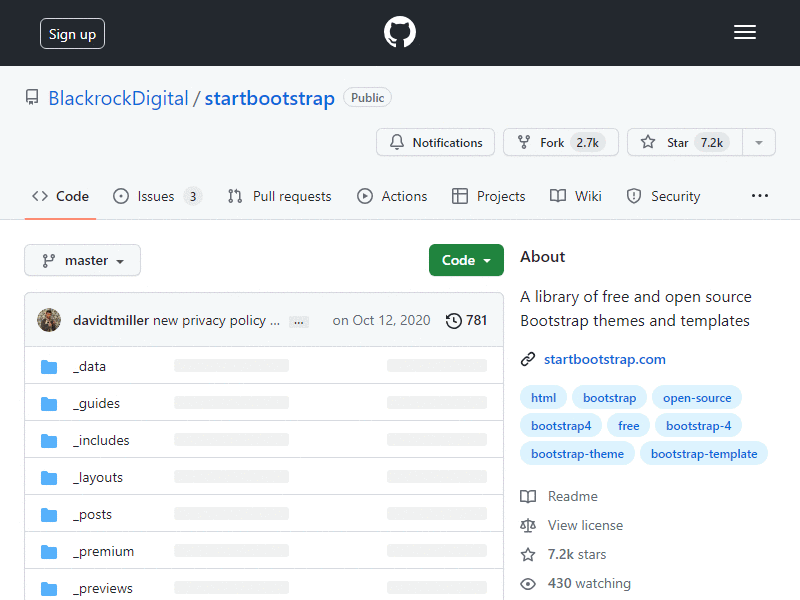 Sign up
BlackrockDigital / startbootstrap Public
Notifications Fork 2.7k Star 7.2k
Code Issues 3 Pull requests Actions Projects Wiki Security ...
master Code
davidtmiller new privacy policy ... ... on Oct 12, 2020 781
_data
_guides
_includes
_layouts
_posts
_premium
_previews
About
A library of free and open source
Bootstrap themes and templates
startbootstrap.com
html bootstrap open-source
bootstrap4 free bootstrap-4
bootstrap-theme bootstrap-template
Readme
View license
7.2k stars
430 watching